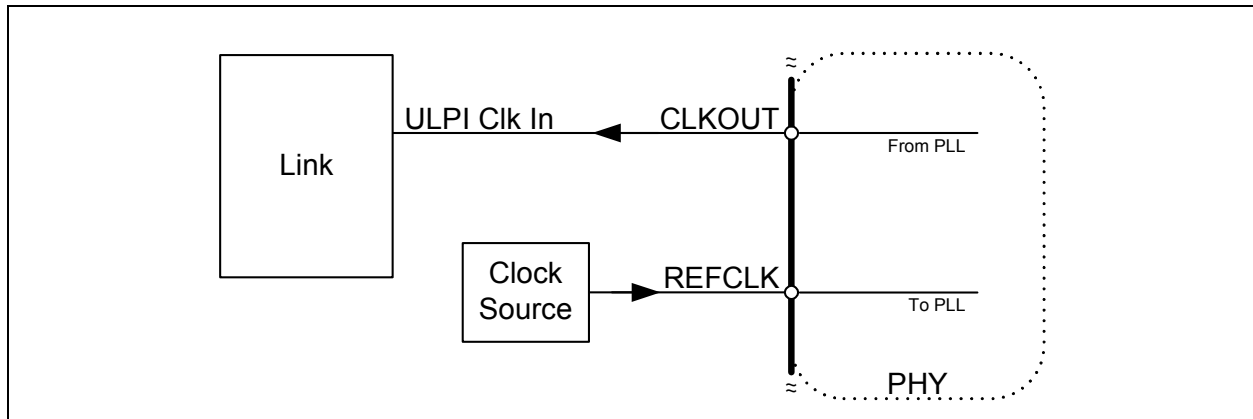 ULPI Clk In
CLKOUT
From PLL
Link
Clock
Source
REFCLK
To PLL
PHY